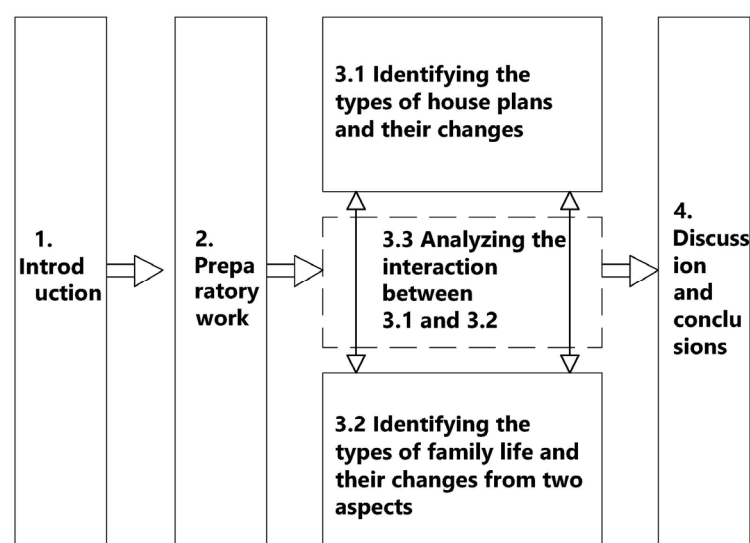 1.
Introd
uction
2.
Prepa
ratory
work
3.1 Identifying the
types of house plans
and their changes
3.3 Analyzing the
interaction
between
3.1 and 3.2
3.2 Identifying the
types of family life and
their changes from two
aspects
4.
Discuss
ion
and
conclu
sions